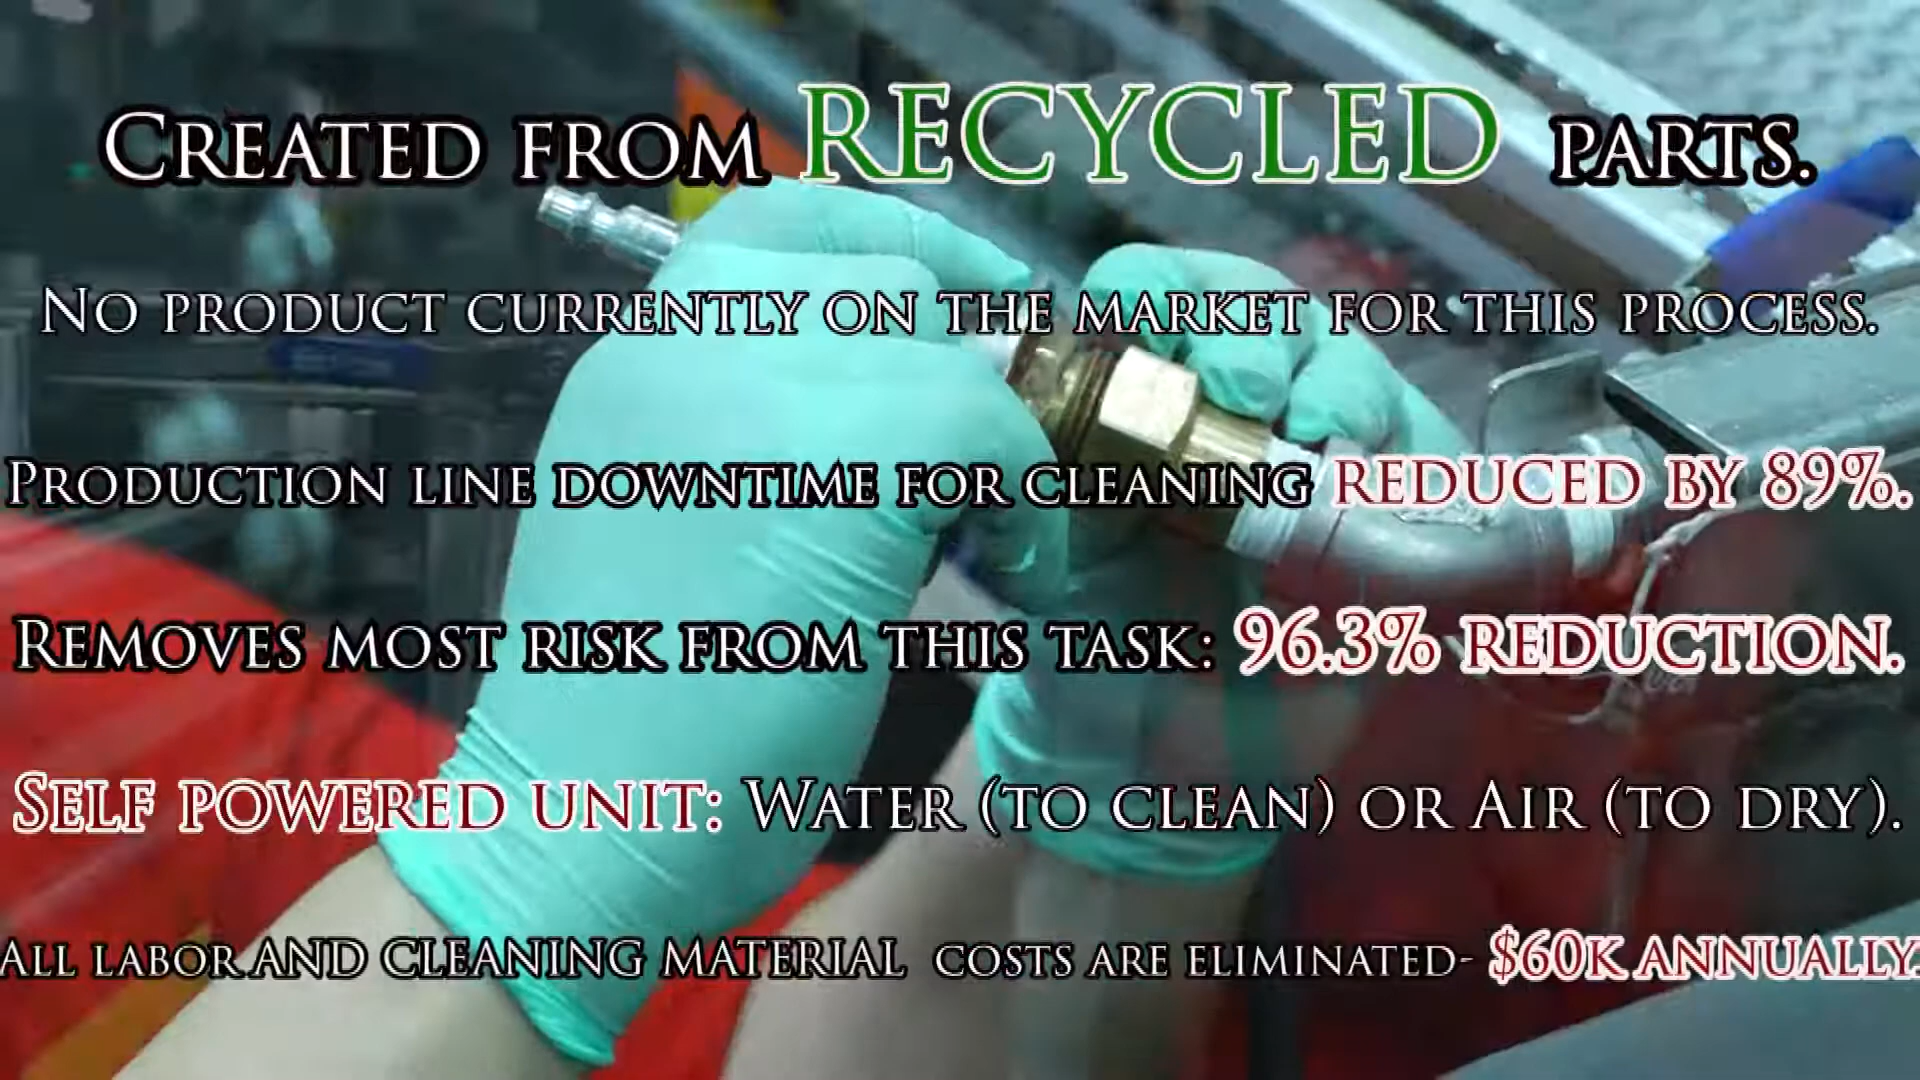 Created from RECYCLED parts.
No product currently on the market for this process.
Production line downtime for cleaning reduced by 89%.
Removes most risk from this task: 96.3% reduction.
Self powered unit: Water (to clean) or Air (to dry).
All labor AND cleaning material costs are eliminated- $60k annually.